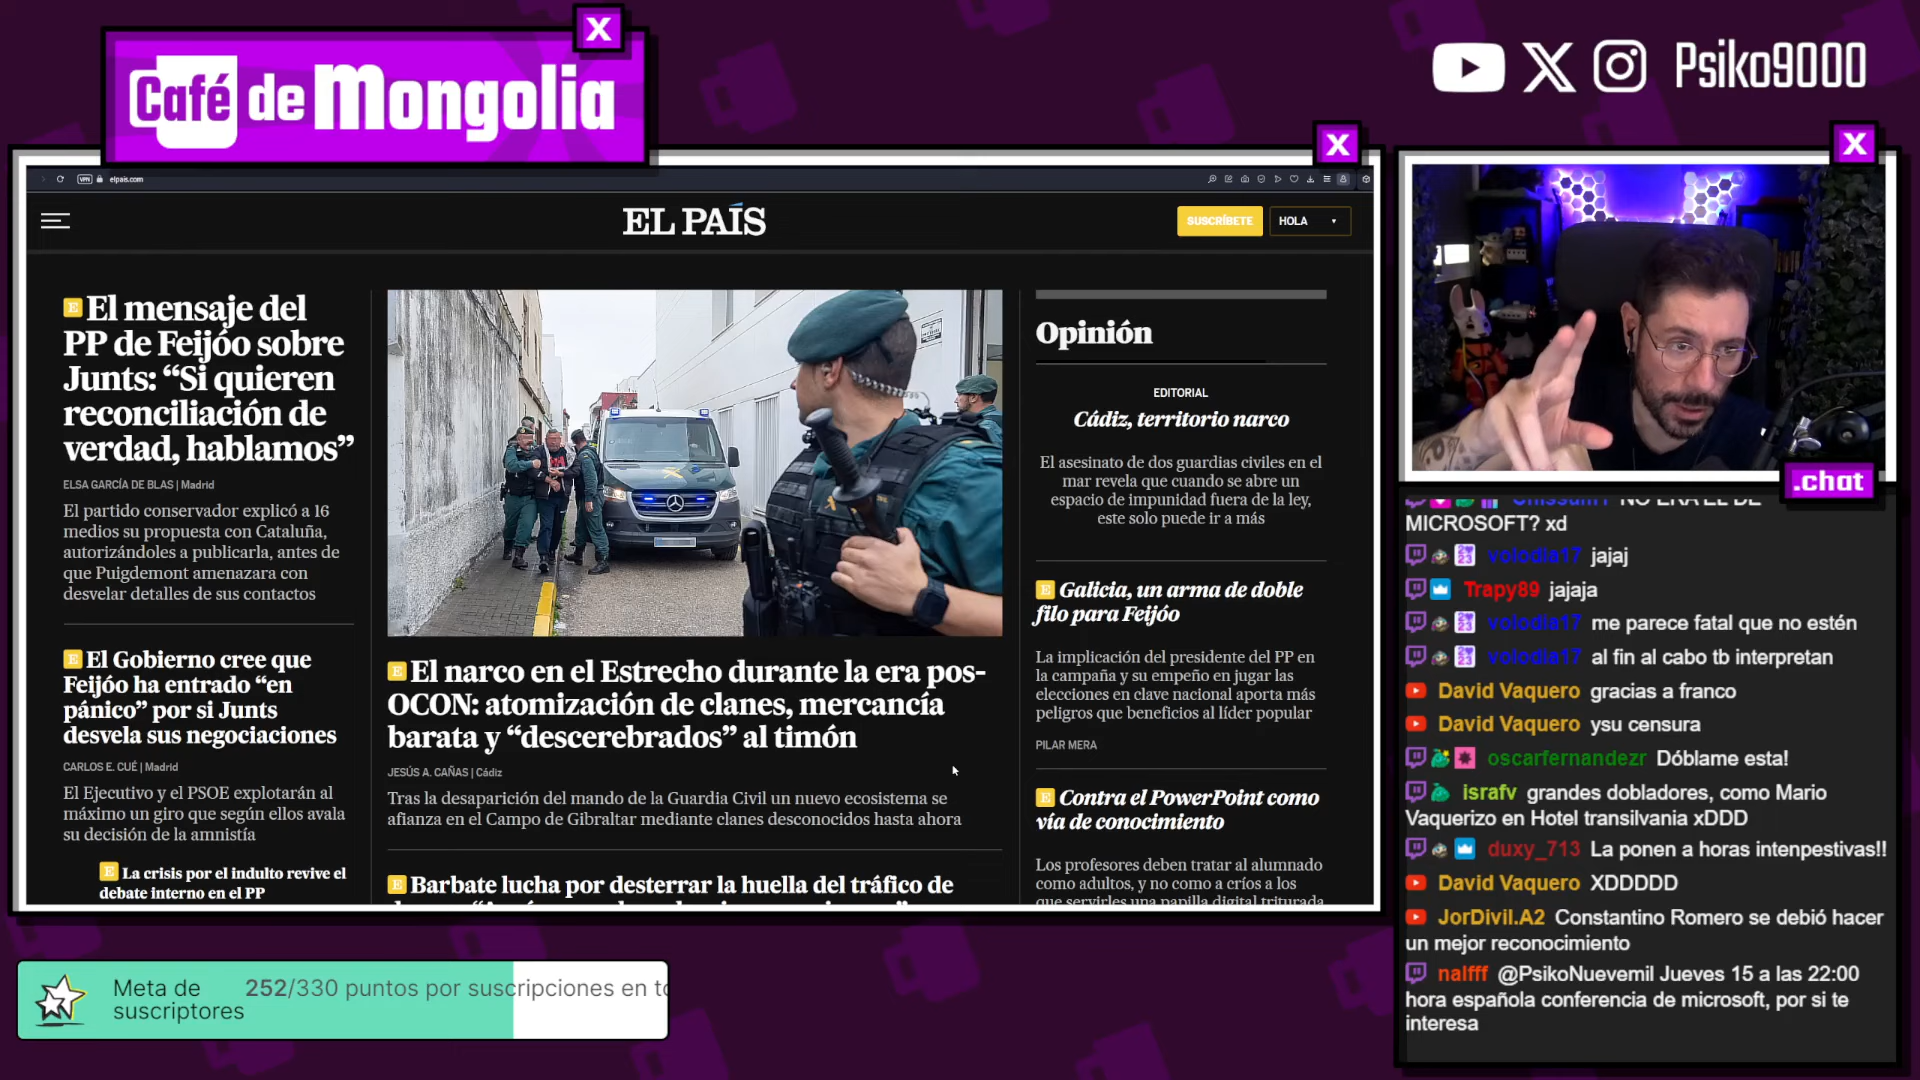 X
Café de Mongolia
Psiko9000
X
X
VPN
elpais.com
EL PAÍS
SUSCRÍBETE
HOLA
E El mensaje del
PP de Feijóo sobre
Junts: “Si quieren
reconciliación de
verdad, hablamos”
ELSA GARCÍA DE BLAS | Madrid
El partido conservador explicó a 16
medios su propuesta con Cataluña,
autorizándoles a publicarla, antes de
que Puigdemont amenazara con
desvelar detalles de sus contactos
E El Gobierno cree que
Feijóo ha entrado “en
pánico” por si Junts
desvela sus negociaciones
CARLOS E. CUÉ | Madrid
El Ejecutivo y el PSOE explotarán al
máximo un giro que según ellos avala
su decisión de la amnistía
E La crisis por el indulto revive el
debate interno en el PP
E El narco en el Estrecho durante la era pos-
OCON: atomización de clanes, mercancía
barata y “descerebrados” al timón
JESÚS A. CAÑAS | Cádiz
Tras la desaparición del mando de la Guardia Civil un nuevo ecosistema se
afianza en el Campo de Gibraltar mediante clanes desconocidos hasta ahora
E Barbate lucha por desterrar la huella del tráfico de
Opinión
EDITORIAL
Cádiz, territorio narco
El asesinato de dos guardias civiles en el
mar revela que cuando se abre un
espacio de impunidad fuera de la ley,
este solo puede ir a más
E Galicia, un arma de doble
filo para Feijóo
La implicación del presidente del PP en
la campaña y su empeño en jugar las
elecciones en clave nacional aporta más
peligros que beneficios al líder popular
PILAR MERA
E Contra el PowerPoint como
vía de conocimiento
Los profesores deben tratar al alumnado
como adultos, y no como a críos a los
que servirles una papilla digital triturada
.chat
NO ERA EL DE
MICROSOFT? xd
volodia17 jajaj
Trapy89 jajaja
volodia17 me parece fatal que no estén
volodia17 al fin al cabo tb interpretan
David Vaquero gracias a franco
David Vaquero ysu censura
oscarfernandezr Dóblame esta!
israfv grandes dobladores, como Mario
Vaquerizo en Hotel transilvania xDDD
duxy_713 La ponen a horas intenpestivas!!
David Vaquero XDDDDD
JorDivil.A2 Constantino Romero se debió hacer
un mejor reconocimiento
nalfff @PsikoNuevemil Jueves 15 a las 22:00
hora española conferencia de microsoft, por si te
interesa
Meta de
suscriptores
252/330 puntos por suscripciones en to